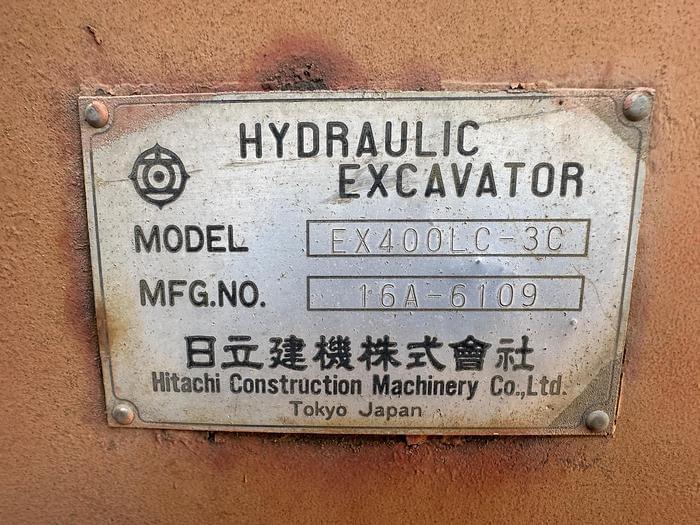 HYDRAULIC
EXCAVATOR
MODEL EX400LC-3C
MFG.NO. 16A-6109
日立建機株式會社
Hitachi Construction Machinery Co.,Ltd.
Tokyo Japan